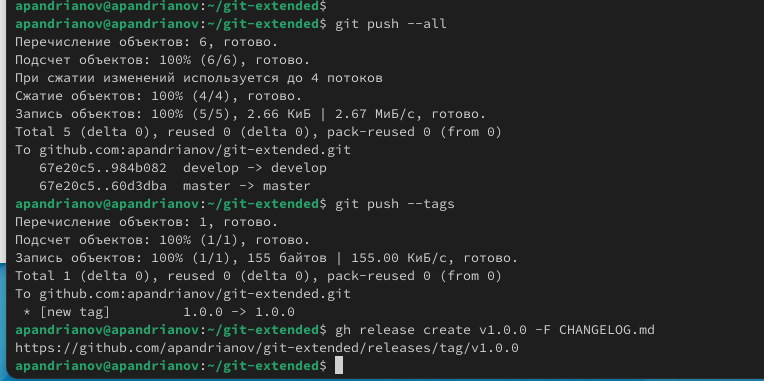 apandrianov@apandrianov:~/git-extended$
apandrianov@apandrianov:~/git-extended$ git push --all
Перечисление объектов: 6, готово.
Подсчет объектов: 100% (6/6), готово.
При сжатии изменений используется до 4 потоков
Сжатие объектов: 100% (4/4), готово.
Запись объектов: 100% (5/5), 2.66 КиБ | 2.67 МиБ/с, готово.
Total 5 (delta 0), reused 0 (delta 0), pack-reused 0 (from 0)
To github.com:apandrianov/git-extended.git
   67e20c5..984b082  develop -> develop
   67e20c5..60d3dba  master -> master
apandrianov@apandrianov:~/git-extended$ git push --tags
Перечисление объектов: 1, готово.
Подсчет объектов: 100% (1/1), готово.
Запись объектов: 100% (1/1), 155 байтов | 155.00 КиБ/с, готово.
Total 1 (delta 0), reused 0 (delta 0), pack-reused 0 (from 0)
To github.com:apandrianov/git-extended.git
 * [new tag]         1.0.0 -> 1.0.0
apandrianov@apandrianov:~/git-extended$ gh release create v1.0.0 -F CHANGELOG.md
https://github.com/apandrianov/git-extended/releases/tag/v1.0.0
apandrianov@apandrianov:~/git-extended$